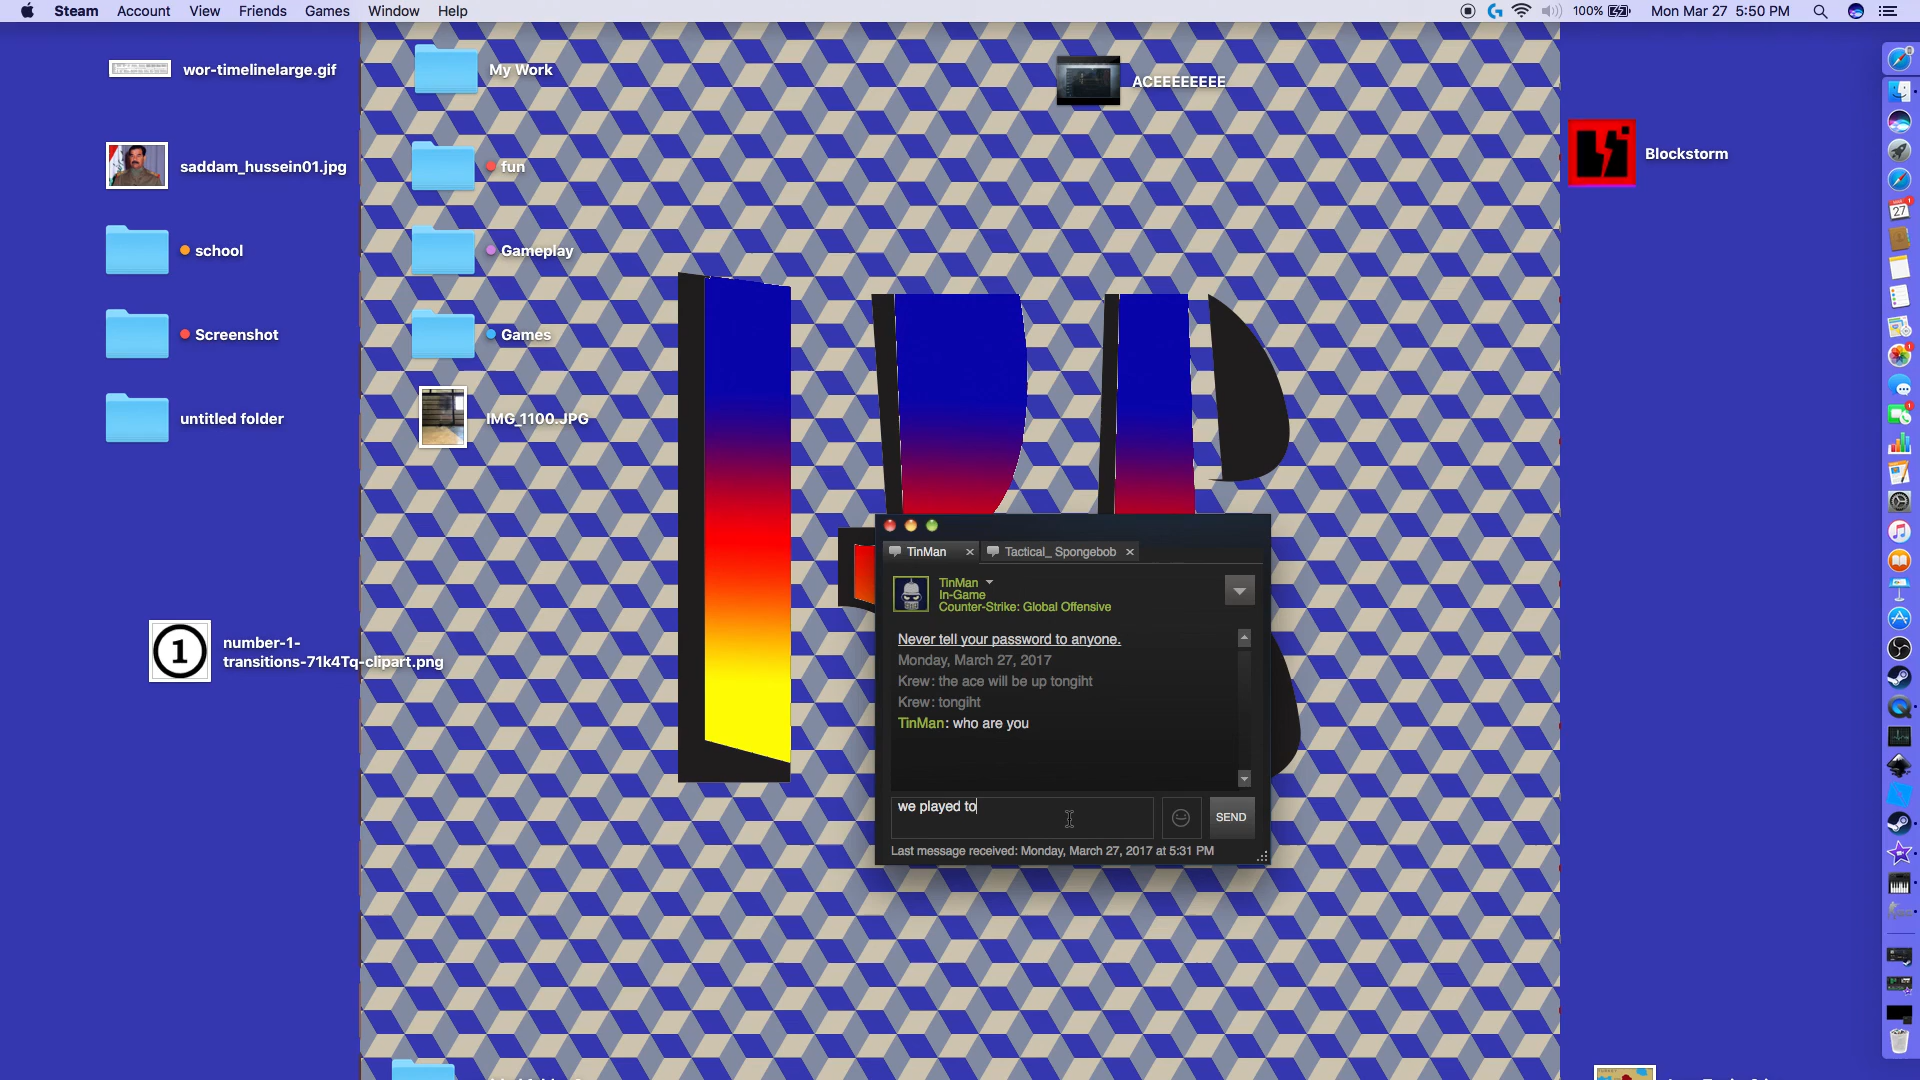 Steam Account View Friends Games Window Help
100% Mon Mar 27 5:50 PM
wor-timelinelarge.gif
My Work
ACEEEEEEEE
Blockstorm
saddam_hussein01.jpg
fun
school
Gameplay
Screenshot
Games
untitled folder
IMG_1100.JPG
number-1-
transitions-71k4Tq-clipart.png
1
TinMan
Tactical_ Spongebob
TinMan
In-Game
Counter-Strike: Global Offensive
Never tell your password to anyone.
Monday, March 27, 2017
Krew: the ace will be up tongiht
Krew: tongiht
TinMan: who are you
we played to
SEND
Last message received: Monday, March 27, 2017 at 5:31 PM
27